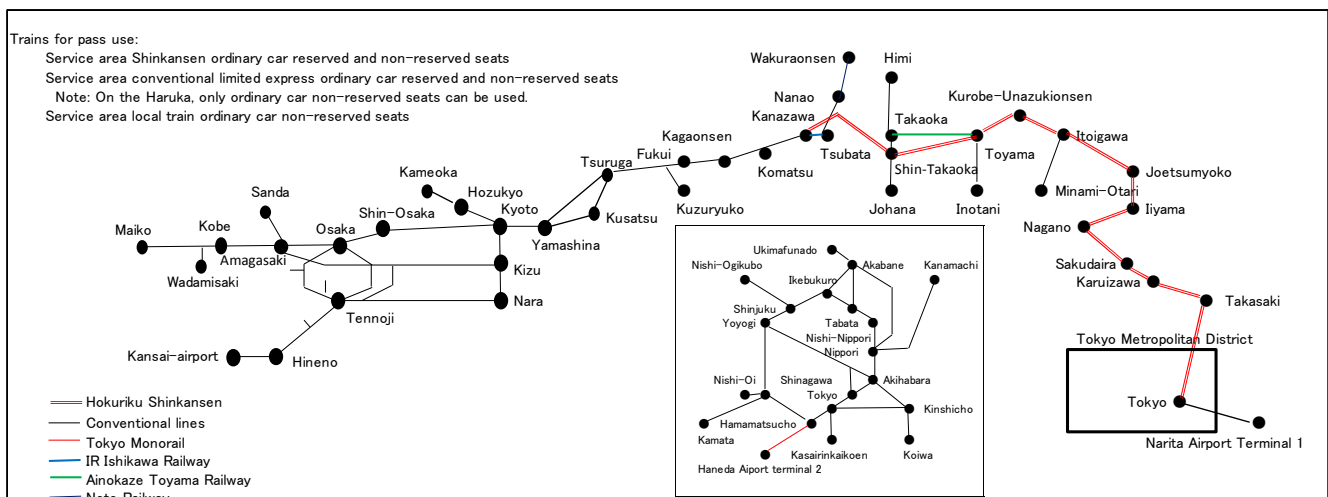 Trains for pass use:
Service area Shinkansen ordinary car reserved and non-reserved seats
Service area conventional limited express ordinary car reserved and non-reserved seats
Note: On the Haruka, only ordinary car non-reserved seats can be used.
Service area local train ordinary car non-reserved seats
Wakuraonsen
Himi
Nanao
Kanazawa
Kurobe-Unazukionsen
Takaoka
Itoigawa
Kagaonsen
Fukui
Tsuruga
Tsubata
Toyama
Komatsu
Shin-Takaoka
Joetsumyoko
Kameoka
Hozukyo
Kuzuryuko
Johana
Inotani
Minami-Otari
Sanda
Shin-Osaka
Kyoto
Kusatsu
Iiyama
Maiko
Kobe
Osaka
Yamashina
Nagano
Amagasaki
Wadamisaki
Kizu
Sakudaira
Karuizawa
Nara
Takasaki
Tennoji
Kansai-airport
Hineno
Tokyo Metropolitan District
Tokyo
Narita Airport Terminal 1
Ukimafunado
Nishi-Ogikubo
Akabane
Kanamachi
Ikebukuro
Shinjuku
Yoyogi
Tabata
Nishi-Nippori
Nippori
Nishi-Oi
Shinagawa
Akihabara
Tokyo
Kinshicho
Hamamatsucho
Kamata
Kasairinkaikoen
Koiwa
Haneda Aiport terminal 2
Hokuriku Shinkansen
Conventional lines
Tokyo Monorail
IR Ishikawa Railway
Ainokaze Toyama Railway
Noto Railway